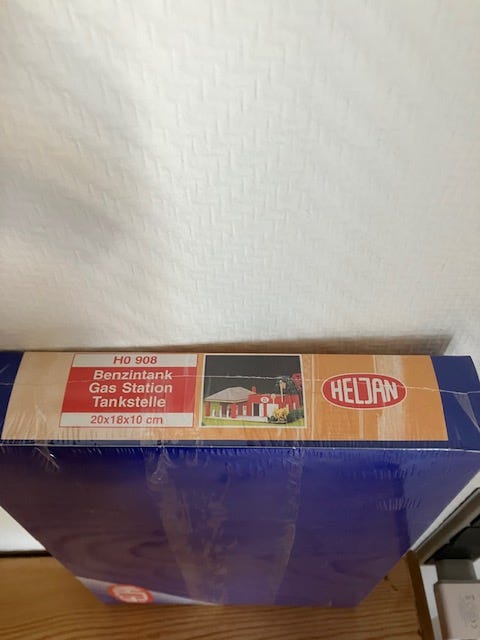 H0 908
Benzintank
Gas Station
Tankstelle
20x18x10 cm
HELJAN